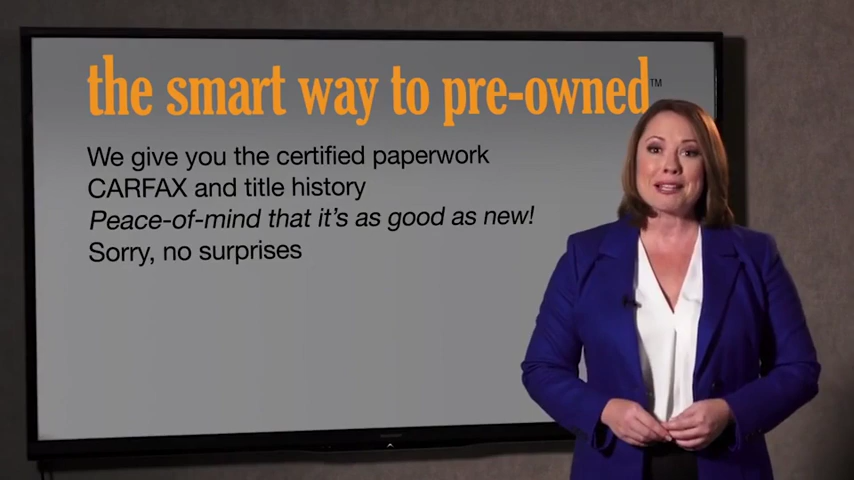 the smart way to pre-owned™
We give you the certified paperwork
CARFAX and title history
Peace-of-mind that it's as good as new!
Sorry, no surprises